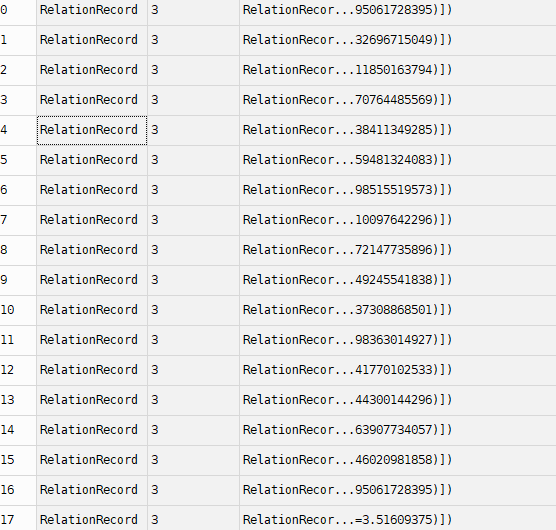 0 RelationRecord 3 RelationRecor...95061728395)])
1 RelationRecord 3 RelationRecor...32696715049)])
2 RelationRecord 3 RelationRecor...11850163794)])
3 RelationRecord 3 RelationRecor...70764485569)])
4 RelationRecord 3 RelationRecor...38411349285)])
5 RelationRecord 3 RelationRecor...59481324083)])
6 RelationRecord 3 RelationRecor...98515519573)])
7 RelationRecord 3 RelationRecor...10097642296)])
8 RelationRecord 3 RelationRecor...72147735896)])
9 RelationRecord 3 RelationRecor...49245541838)])
10 RelationRecord 3 RelationRecor...37308868501)])
11 RelationRecord 3 RelationRecor...98363014927)])
12 RelationRecord 3 RelationRecor...41770102533)])
13 RelationRecord 3 RelationRecor...44300144296)])
14 RelationRecord 3 RelationRecor...63907734057)])
15 RelationRecord 3 RelationRecor...46020981858)])
16 RelationRecord 3 RelationRecor...95061728395)])
17 RelationRecord 3 RelationRecor...=3.51609375)])